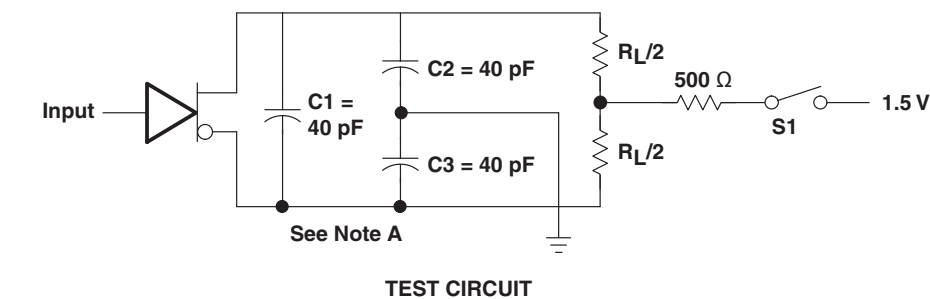 Input
C1 =
40 pF
C2 = 40 pF
C3 = 40 pF
RL/2
RL/2
500 Ω
S1
1.5 V
See Note A
TEST CIRCUIT